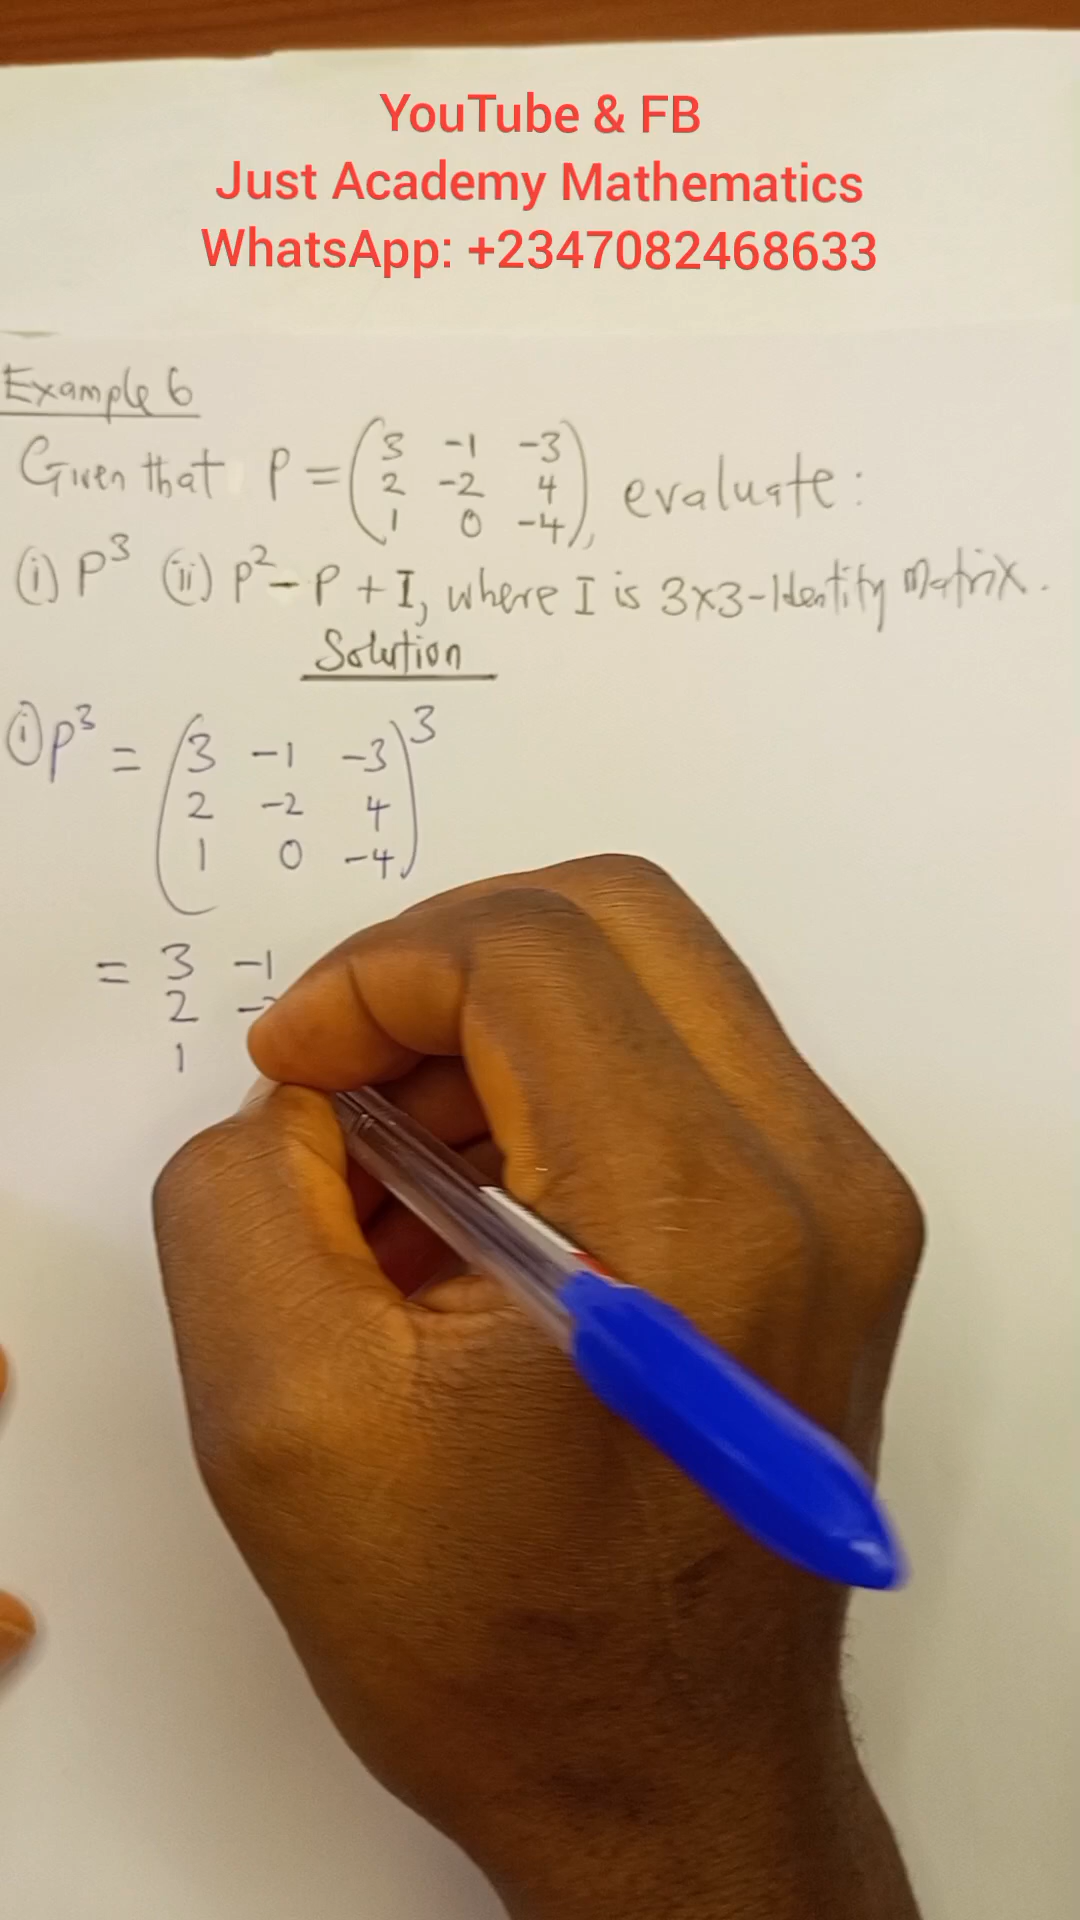 YouTube & FB
Just Academy Mathematics
WhatsApp: +2347082468633
Example 6
Given that P = (3 -1 -3
2 -2 4
1 0 -4), evaluate:
(i) P³ (ii) P² - P + I, where I is 3x3-Identity Matrix.
Solution
(i) P³ = (3 -1 -3
2 -2 4
1 0 -4)³
= 3 -1
2
1